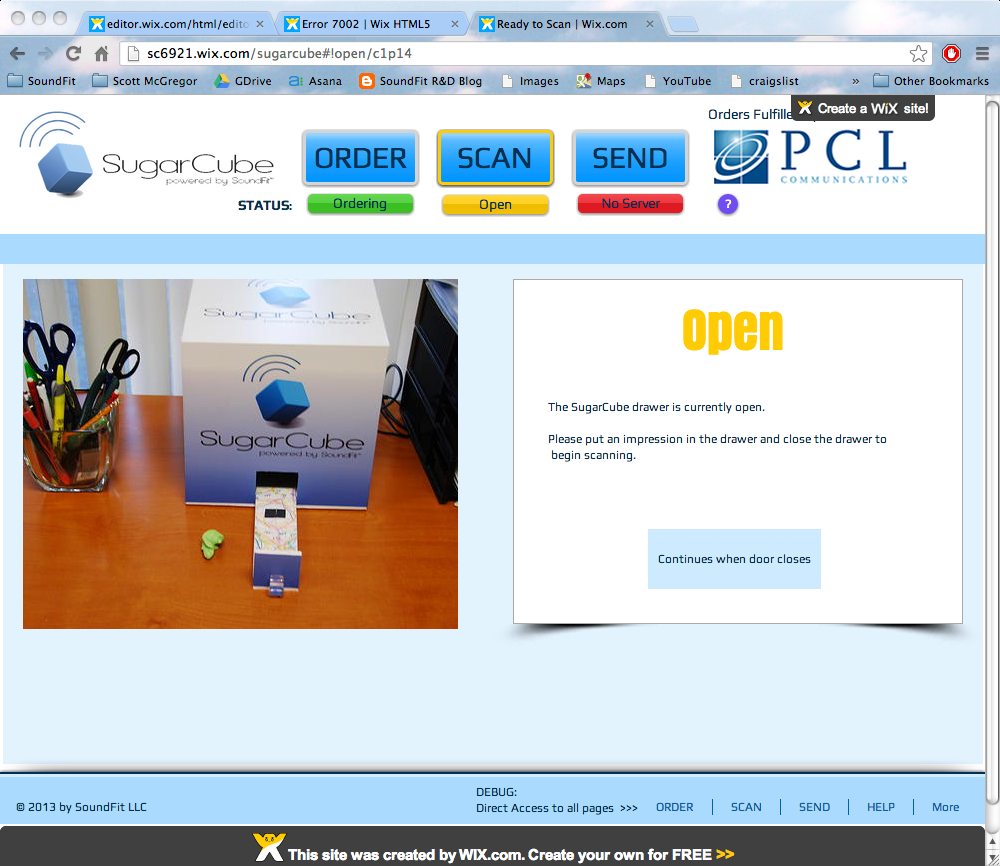 editor.wix.com/html/edito
Error 7002 | Wix HTML5
Ready to Scan | Wix.com
sc6921.wix.com/sugarcube#!open/c1p14
SoundFit
Scott McGregor
GDrive
Asana
SoundFit R&D Blog
Images
Maps
YouTube
craigslist
»
Other Bookmarks
Orders Fulfille
Create a WiX site!
SugarCube
powered by SoundFit
ORDER
SCAN
SEND
PCL
COMMUNICATIONS
STATUS:
Ordering
Open
No Server
?
SugarCube
powered by SoundFit
SugarCube
powered by SoundFit
Open
The SugarCube drawer is currently open.
Please put an impression in the drawer and close the drawer to
begin scanning.
Continues when door closes
© 2013 by SoundFit LLC
DEBUG:
Direct Access to all pages >>>
ORDER
SCAN
SEND
HELP
More
This site was created by WIX.com. Create your own for FREE >>